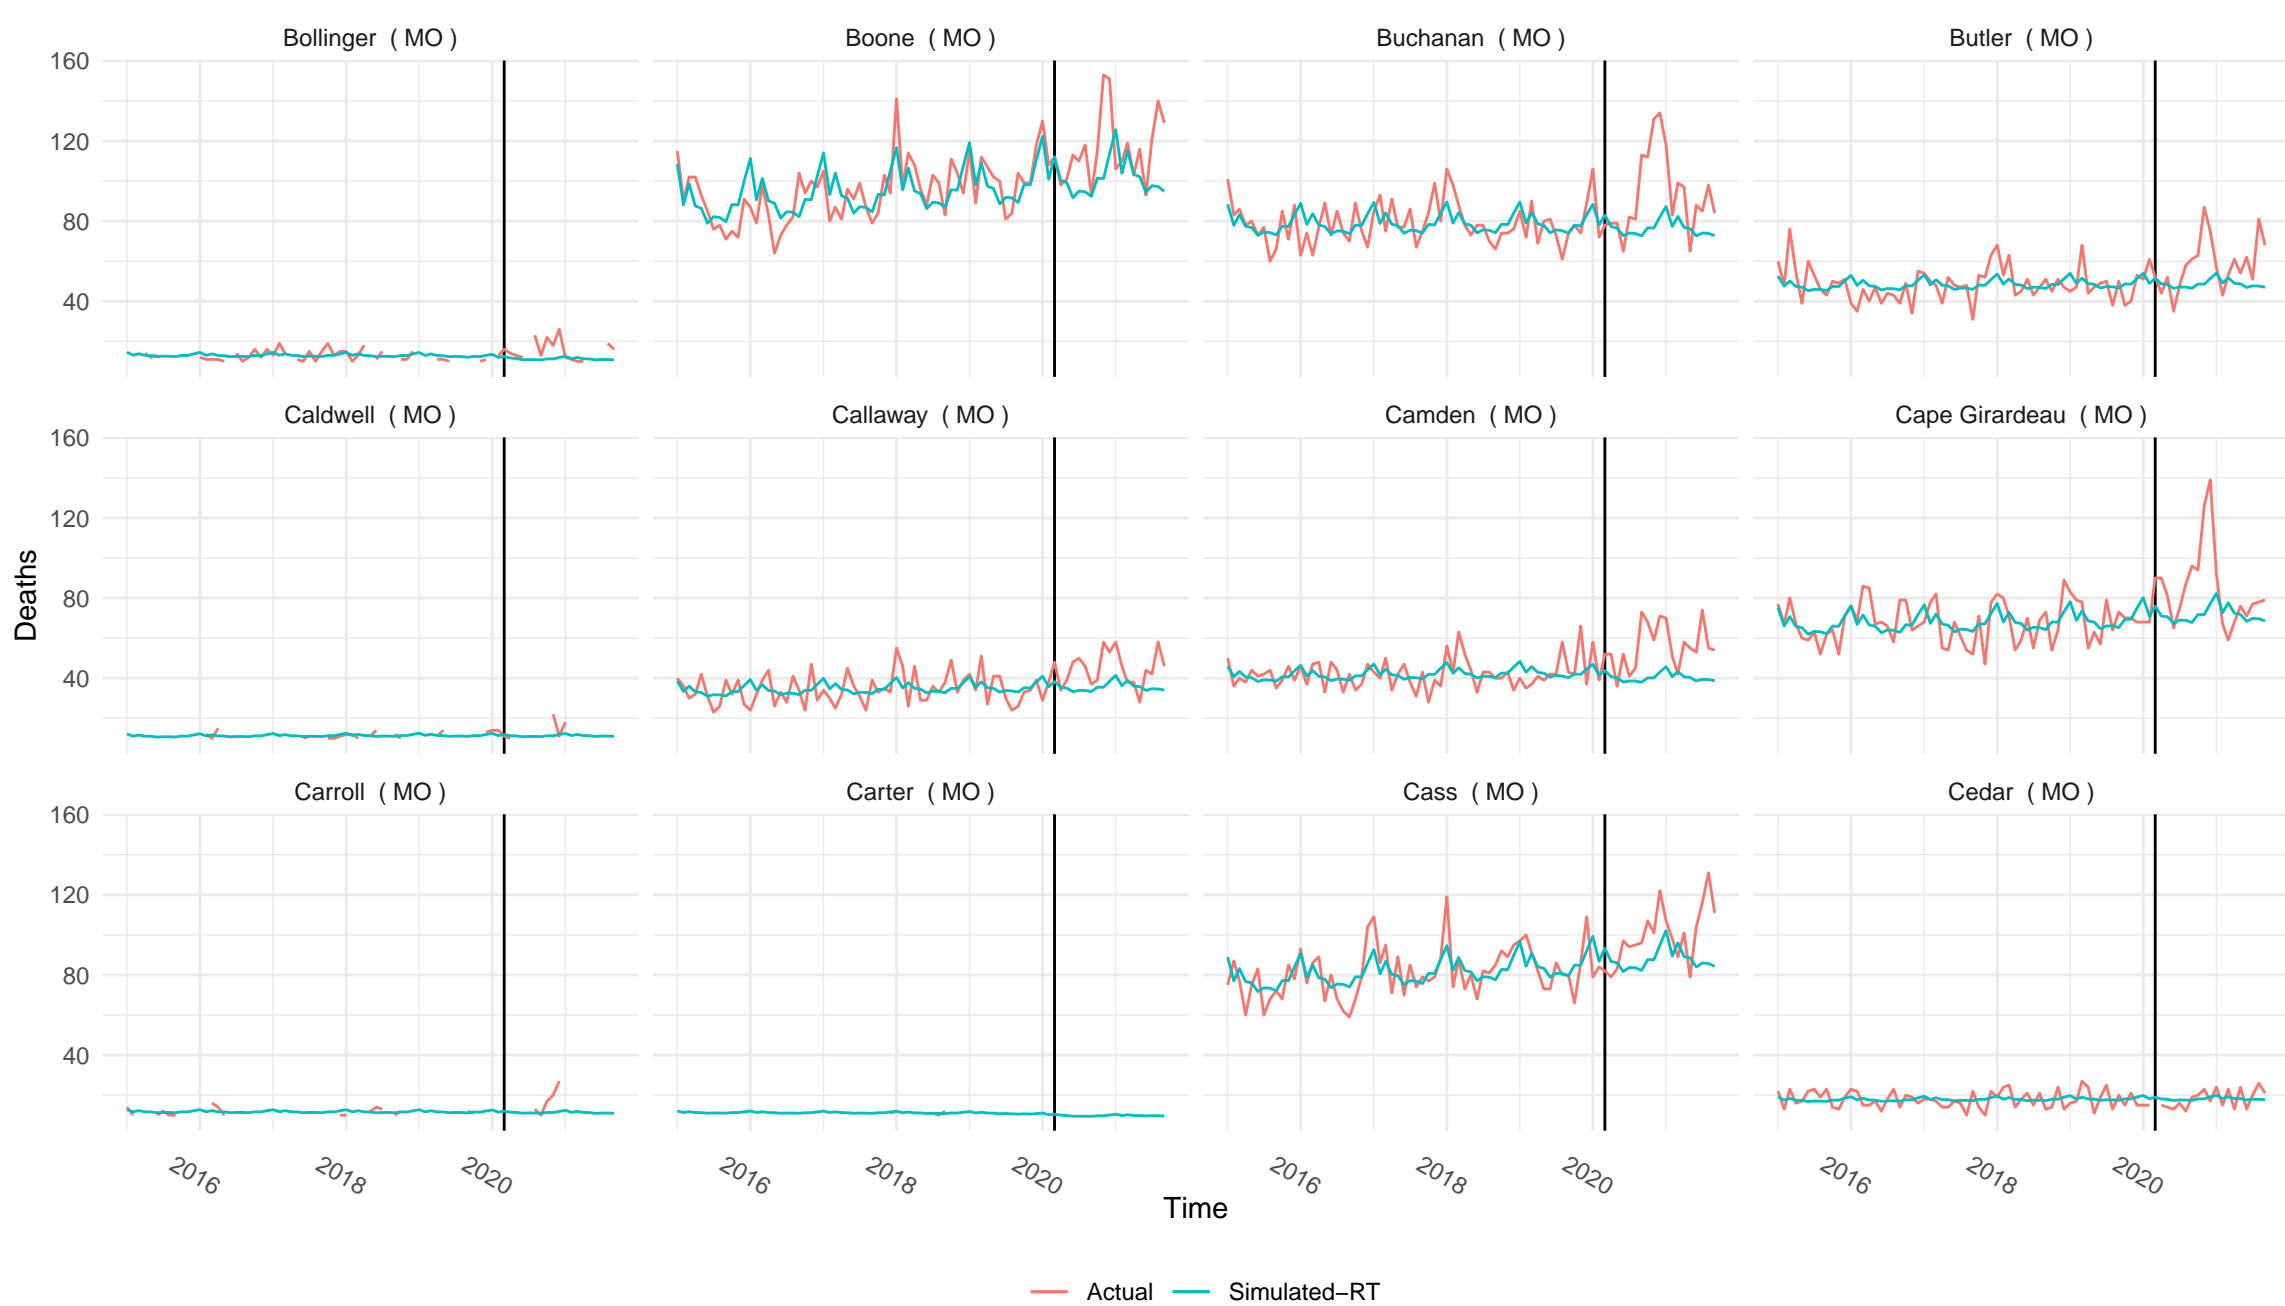 Bollinger ( MO )
Boone ( MO )
Buchanan ( MO )
Butler ( MO )
160
120
80
40
Caldwell ( MO )
Callaway ( MO )
Camden ( MO )
Cape Girardeau ( MO )
160
120
80
40
Deaths
Carroll ( MO )
Carter ( MO )
Cass ( MO )
Cedar ( MO )
160
120
80
40
2016
2018
2020
2016
2018
2020
2016
2018
2020
2016
2018
2020
Time
Actual
Simulated−RT